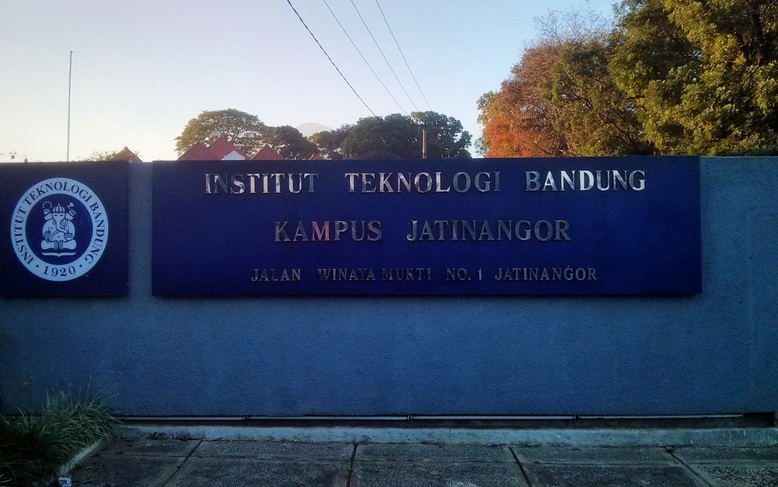 INSTITUT TEKNOLOGI BANDUNG
1920
INSTITUT TEKNOLOGI BANDUNG
KAMPUS JATINANGOR
JALAN WINAYA MUKTI NO. 1 JATINANGOR